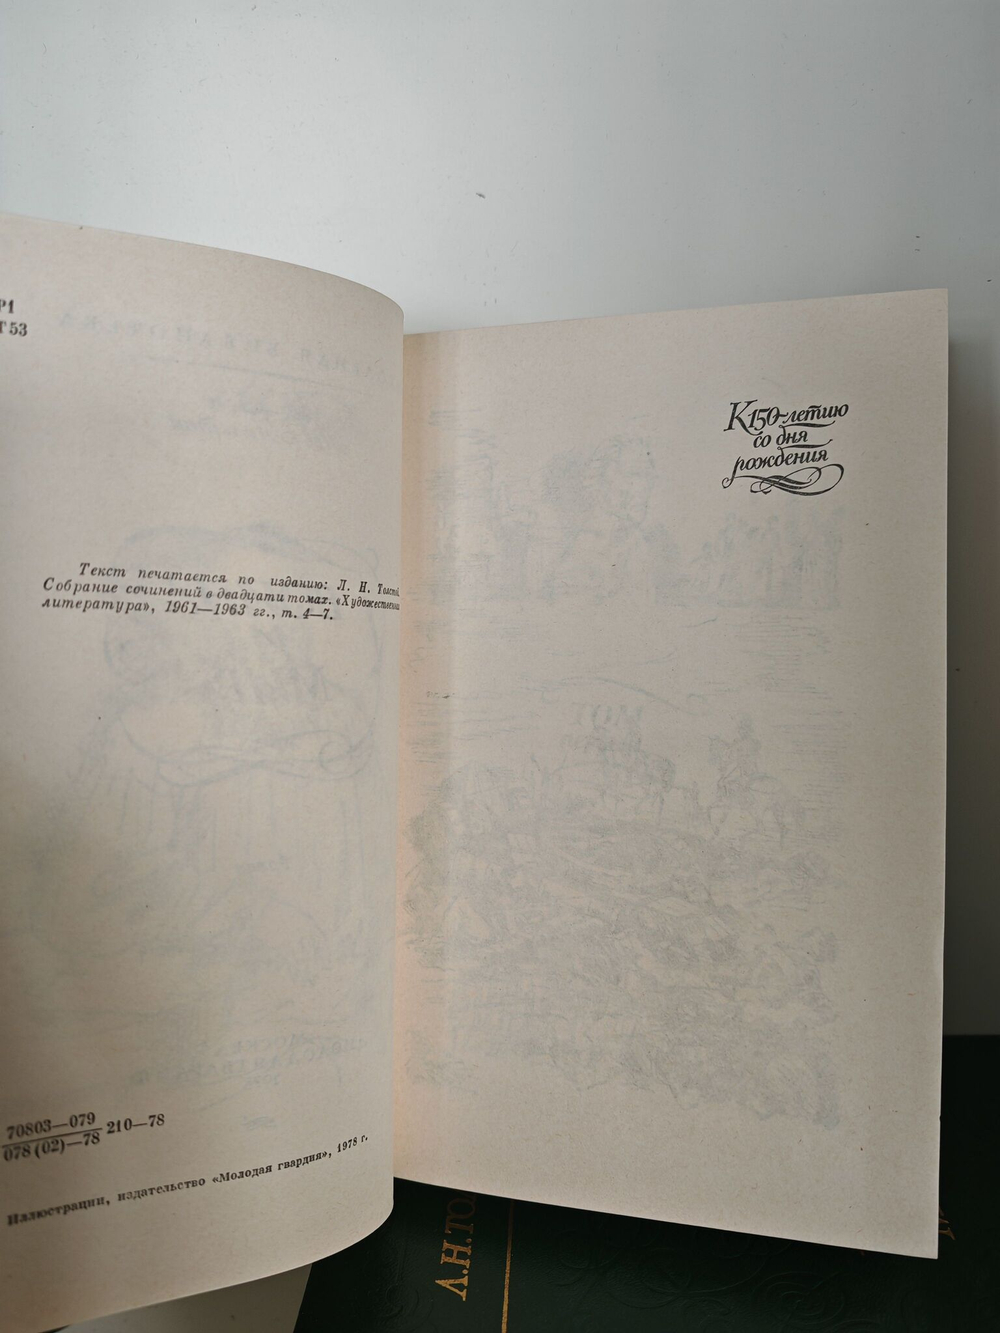 Р1
Т53
Текст печатается по изданию: Л. Н. Толстой.
Собрание сочинений в двадцати томах. «Художественная
литература», 1961—1963 гг., т. 4—7.
70803—079
078(02)—78
210—78
Иллюстрации, издательство «Молодая гвардия», 1978 г.
К 150-летию
со дня
рождения
Л.Н.ТО